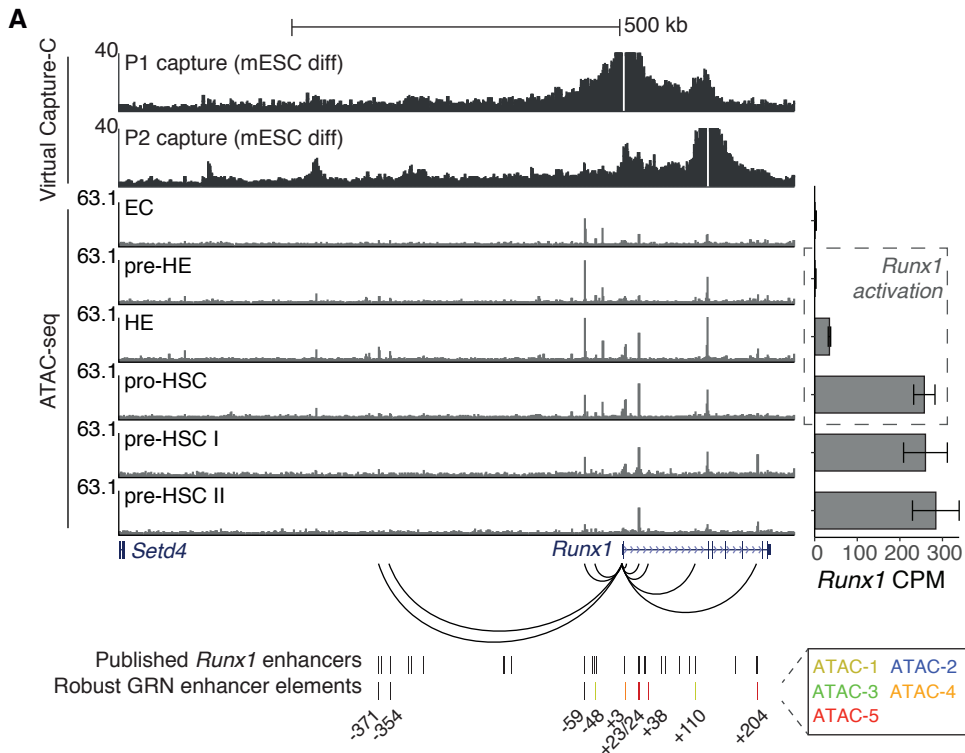 A
500 kb
Virtual Capture-C
40
P1 capture (mESC diff)
40
P2 capture (mESC diff)
ATAC-seq
63.1
EC
63.1
pre-HE
63.1
HE
63.1
pro-HSC
63.1
pre-HSC I
63.1
pre-HSC II
Runx1
activation
0 100 200 300
Runx1 CPM
Setd4
Runx1
Published Runx1 enhancers
Robust GRN enhancer elements
-371
-354
-59
-48
+3
+23/24
+38
+110
+204
ATAC-1 ATAC-2
ATAC-3 ATAC-4
ATAC-5